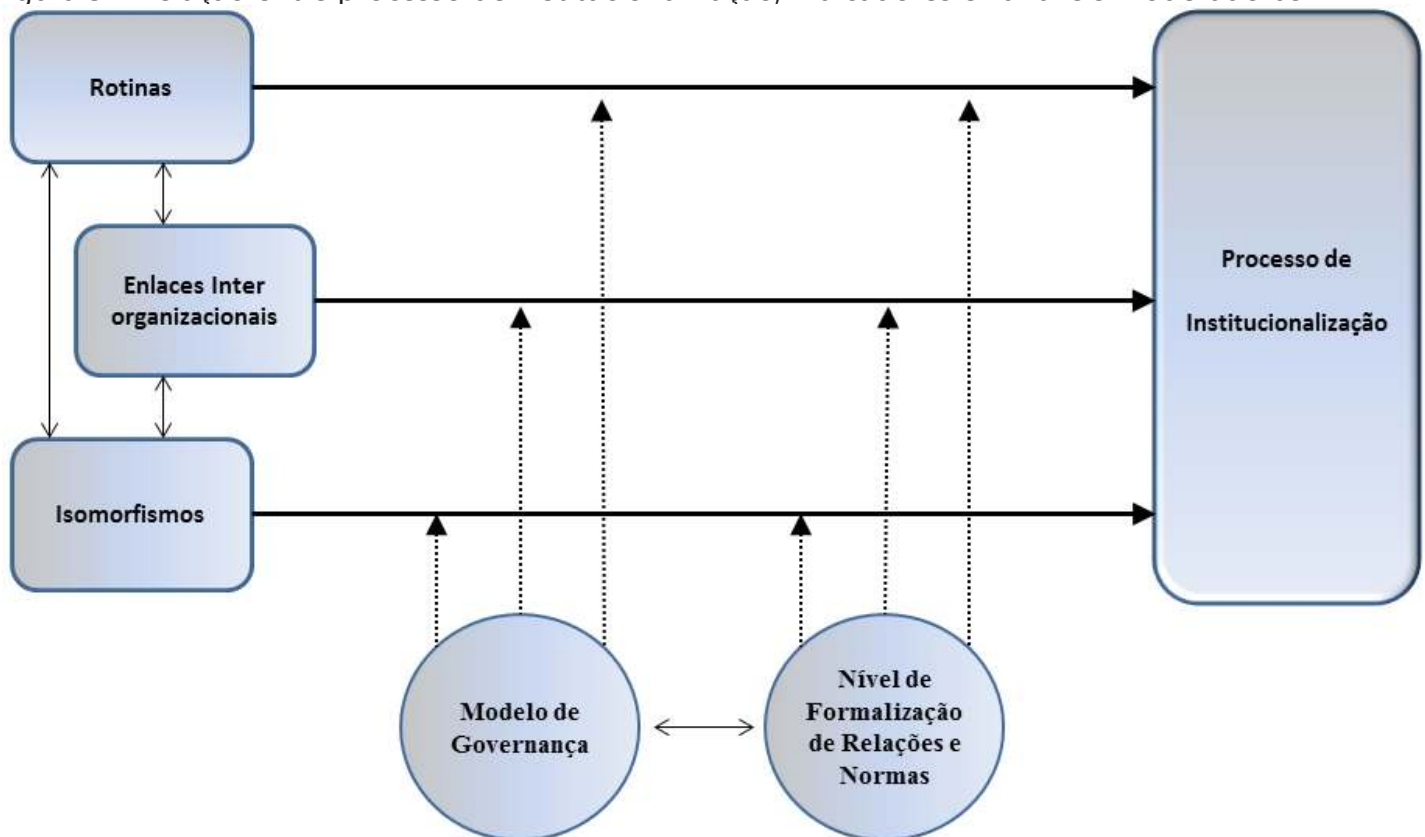 Rotinas
Enlaces Inter
organizacionais
Isomorfismos
Processo de
Institucionalização
Modelo de
Governança
Nível de
Formalização
de Relações e
Normas